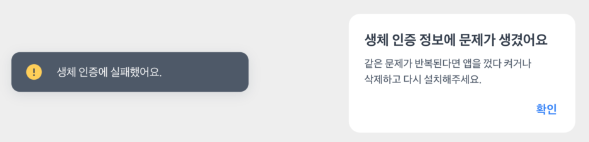 생체 인증에 실패했어요.
생체 인증 정보에 문제가 생겼어요
같은 문제가 반복된다면 앱을 껐다 켜거나
삭제하고 다시 설치해주세요.
확인